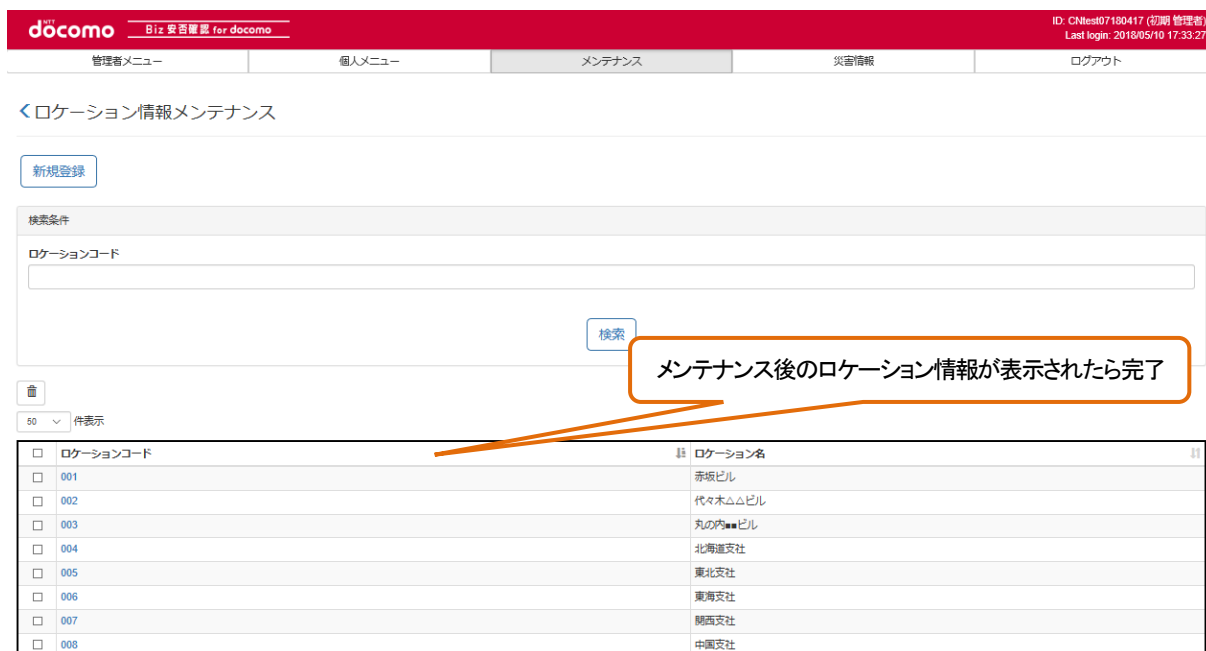 NTT
döcomo Biz 安否確認 for docomo
ID: CNtest07180417 (初期 管理者)
Last login: 2018/05/10 17:33:27
管理者メニュー 個人メニュー メンテナンス 災害情報 ログアウト
ロケーション情報メンテナンス
新規登録
検索条件
ロケーションコード
検索
メンテナンス後のロケーション情報が表示されたら完了
50 件表示
ロケーションコード ロケーション名
001 赤坂ビル
002 代々木△△ビル
003 丸の内■■ビル
004 北海道支社
005 東北支社
006 東海支社
007 関西支社
008 中国支社